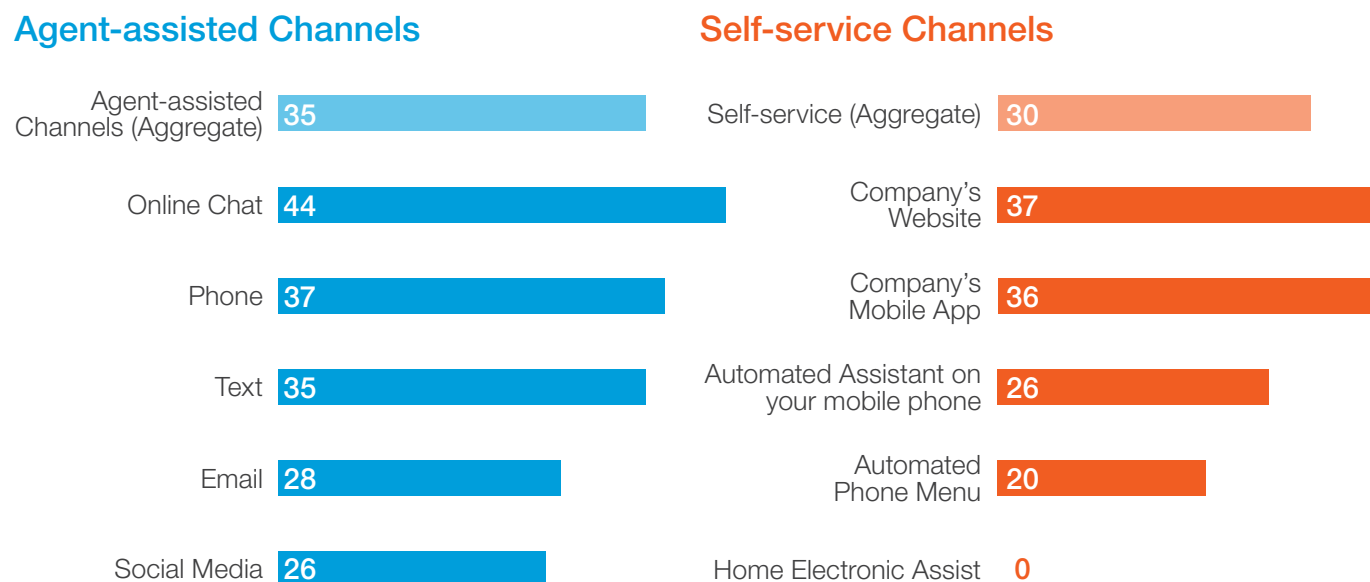 Agent-assisted Channels
Agent-assisted
Channels (Aggregate)
35
Online Chat
44
Phone
37
Text
35
Email
28
Social Media
26
Self-service Channels
Self-service (Aggregate)
30
Company’s
Website
37
Company’s
Mobile App
36
Automated Assistant on
your mobile phone
26
Automated
Phone Menu
20
Home Electronic Assist
0